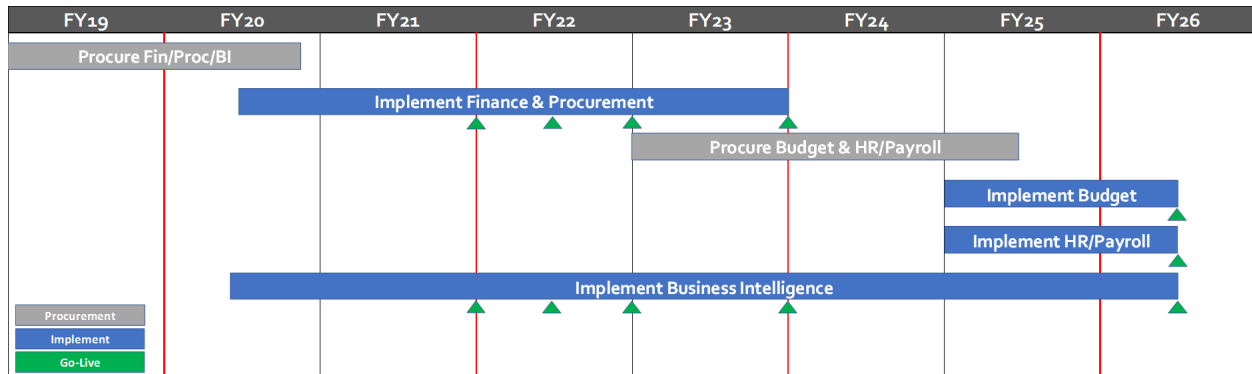 FY19 FY20 FY21 FY22 FY23 FY24 FY25 FY26
Procure Fin/Proc/BI
Implement Finance & Procurement
Procure Budget & HR/Payroll
Implement Budget
Implement HR/Payroll
Implement Business Intelligence
Procurement
Implement
Go-Live